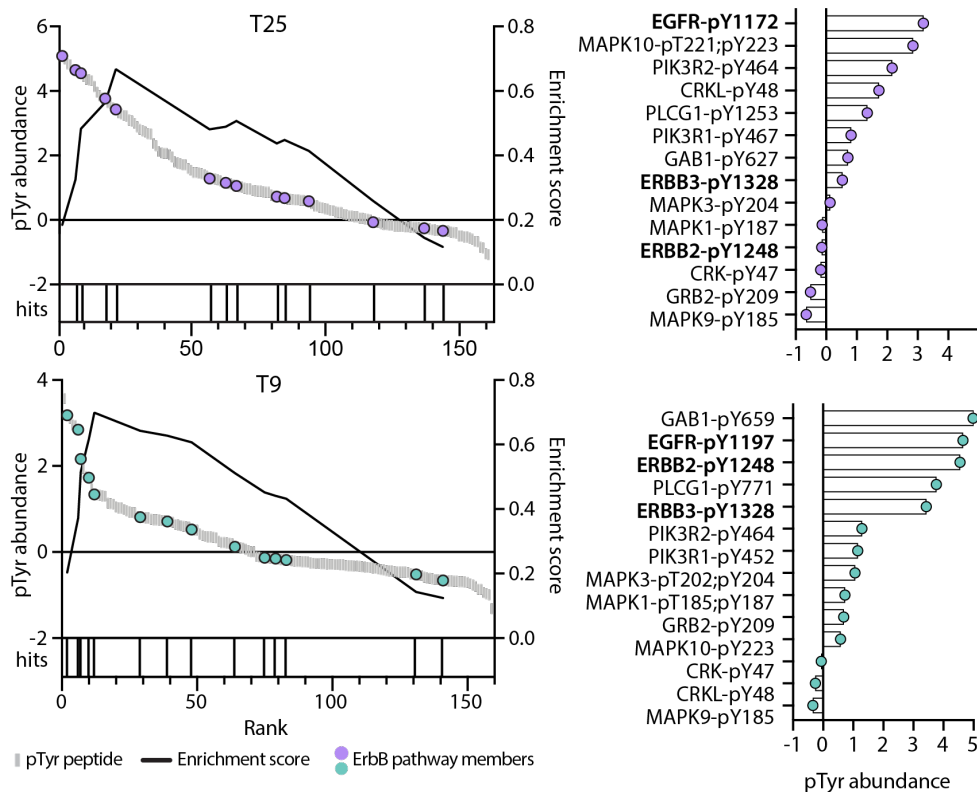 T25
6
4
2
0
-2
pTyr abundance
0.8
0.6
0.4
0.2
0.0
Enrichment score
hits
0 50 100 150
EGFR-pY1172
MAPK10-pT221;pY223
PIK3R2-pY464
CRKL-pY48
PLCG1-pY1253
PIK3R1-pY467
GAB1-pY627
ERBB3-pY1328
MAPK3-pY204
MAPK1-pY187
ERBB2-pY1248
CRK-pY47
GRB2-pY209
MAPK9-pY185
-1 0 1 2 3 4
T9
4
2
0
-2
pTyr abundance
0.8
0.6
0.4
0.2
0.0
Enrichment score
hits
0 50 100 150
Rank
GAB1-pY659
EGFR-pY1197
ERBB2-pY1248
PLCG1-pY771
ERBB3-pY1328
PIK3R2-pY464
PIK3R1-pY452
MAPK3-pT202;pY204
MAPK1-pT185;pY187
GRB2-pY209
MAPK10-pY223
CRK-pY47
CRKL-pY48
MAPK9-pY185
-1 0 1 2 3 4 5
pTyr abundance
pTyr peptide Enrichment score ErbB pathway members